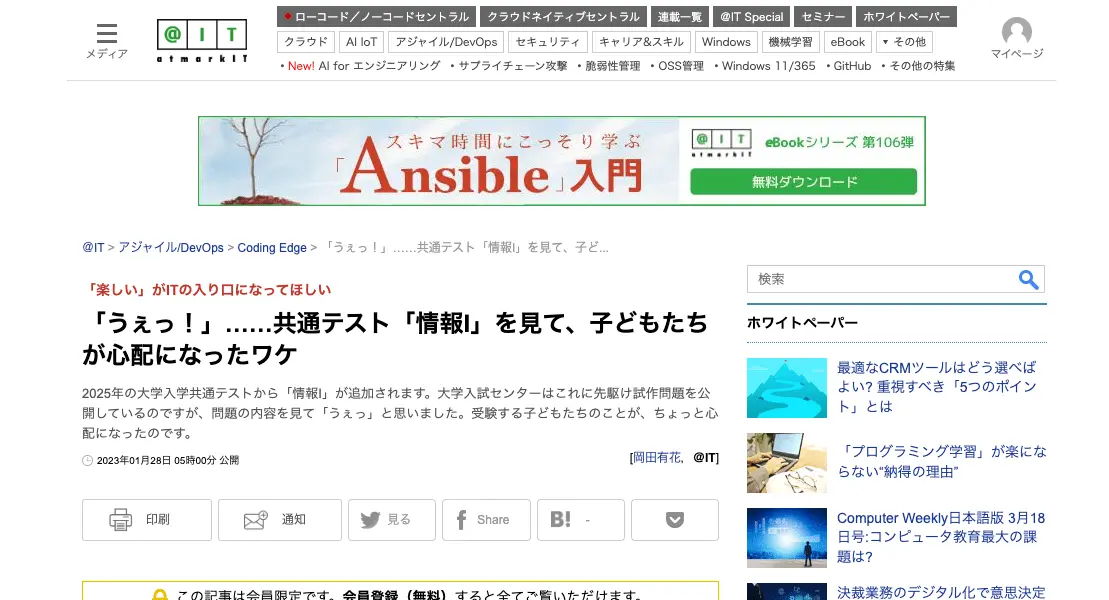 メディア
@IT
atmarkIT
ローコード／ノーコードセントラル
クラウドネイティブセントラル
連載一覧
@IT Special
セミナー
ホワイトペーパー
クラウド
AI IoT
アジャイル/DevOps
セキュリティ
キャリア&スキル
Windows
機械学習
eBook
▼ その他
・New! AI for エンジニアリング ・サプライチェーン攻撃 ・脆弱性管理 ・OSS管理 ・Windows 11/365 ・GitHub ・その他の特集
マイページ
スキマ時間にこっそり学ぶ
「Ansible」入門
@IT
atmarkIT
eBookシリーズ 第106弾
無料ダウンロード
@IT > アジャイル/DevOps > Coding Edge > 「うぇっ！」……共通テスト「情報I」を見て、子ど...
「楽しい」がITの入り口になってほしい
「うぇっ！」……共通テスト「情報I」を見て、子どもたち
が心配になったワケ
2025年の大学入学共通テストから「情報I」が追加されます。大学入試センターはこれに先駆け試作問題を公
開しているのですが、問題の内容を見て「うぇっ」と思いました。受験する子どもたちのことが、ちょっと心
配になったのです。
2023年01月28日 05時00分 公開
[岡田有花，@IT]
印刷
通知
見る
Share
B! -
この記事は会員限定です。会員登録（無料）すると全てご覧いただけます。
検索
ホワイトペーパー
最適なCRMツールはどう選べば
よい? 重視すべき「5つのポイン
ト」とは
「プログラミング学習」が楽にな
らない“納得の理由”
Computer Weekly日本語版 3月18
日号:コンピュータ教育最大の課
題は?
決裁業務のデジタル化で意思決定